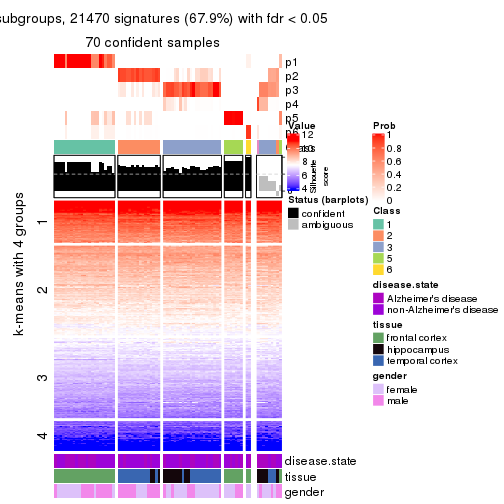 subgroups, 21470 signatures (67.9%) with fdr < 0.05
70 confident samples
p1
p2
p3
p4
p5
k-means with 4 groups
1
2
3
4
Value
12
10
8
6
4
Silhouette
score
Status (barplots)
confident
ambiguous
Prob
1
0.8
0.6
0.4
0.2
0
Class
1
2
3
5
6
disease.state
Alzheimer's disease
non-Alzheimer's disease
tissue
frontal cortex
hippocampus
temporal cortex
gender
female
male
disease.state
tissue
gender